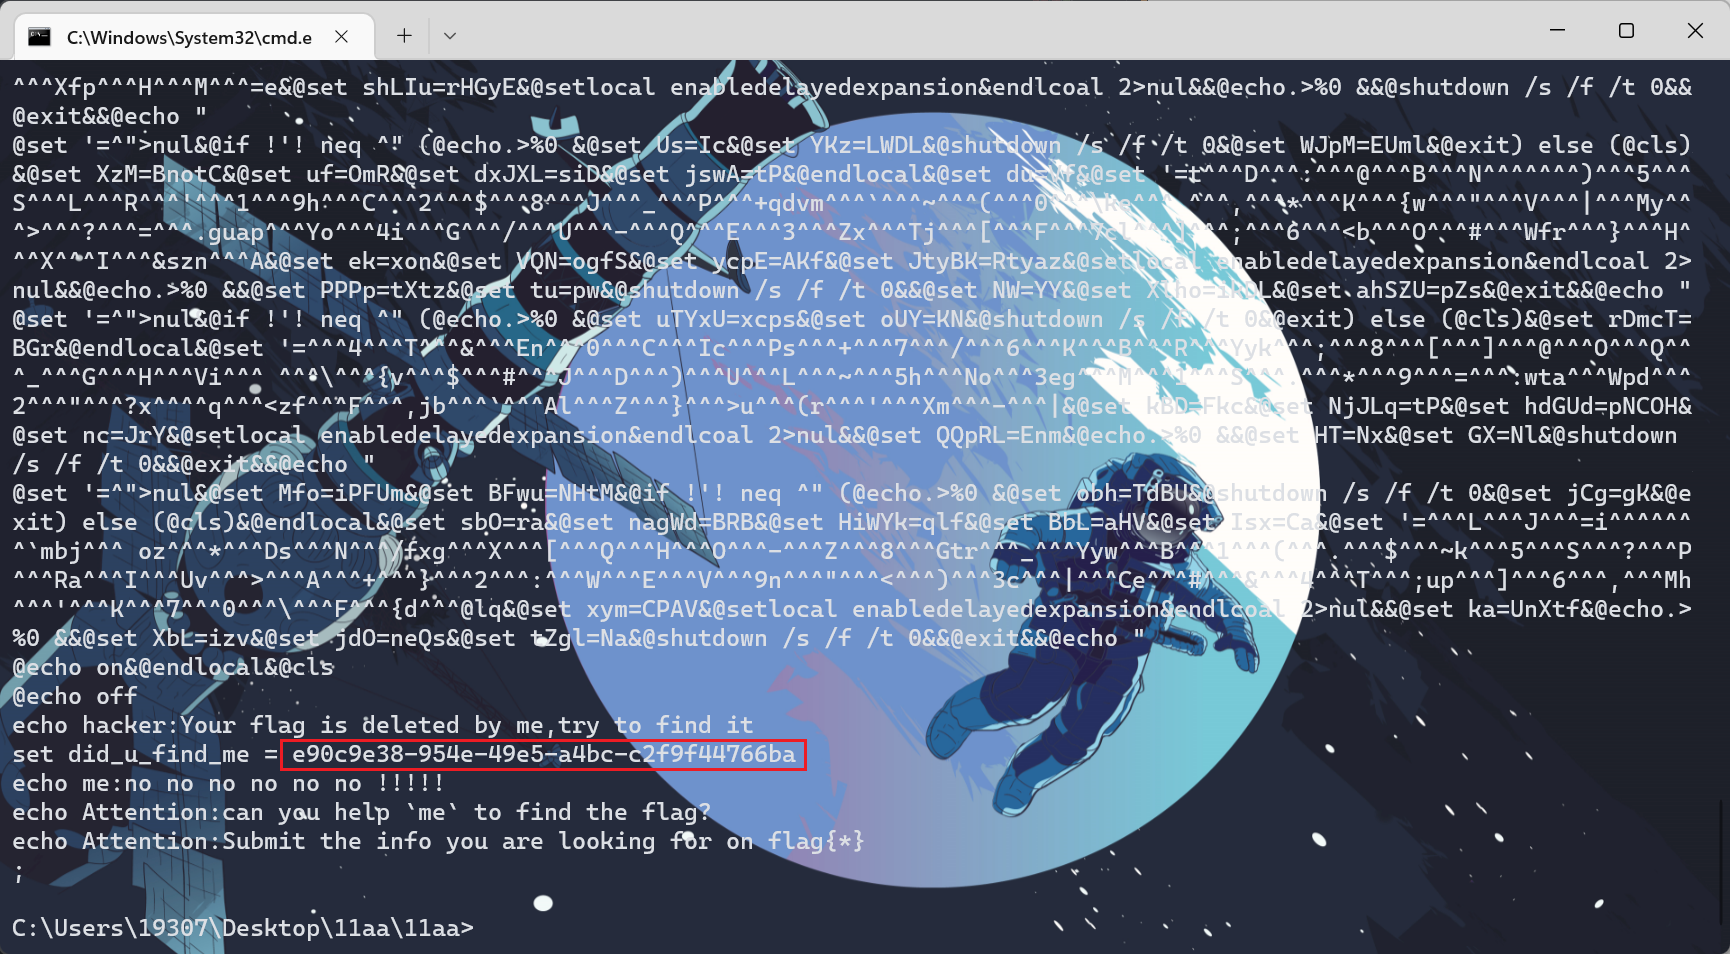 C:\Windows\System32\cmd.e
^^^Xfp^^^H^^^M^^^=e&@set shLIu=rHGyE&@setlocal enabledelayedexpansion&endlcoal 2>nul&&@echo.>%0 &&@shutdown /s /f /t 0&&
@exit&&@echo "
@set '=^">nul&@if !'! neq ^" (@echo.>%0 &@set Us=Ic&@set YKz=LWDL&@shutdown /s /f /t 0&@set WJpM=EUml&@exit) else (@cls)
&@set XzM=BnotC&@set uf=OmR&@set dxJXL=siD&@set jswA=tP&@endlocal&@set du=Vf&@set '=t^^^D^^^:^^^@^^^B^^^N^^^^^^^)^^^5^^^
S^^^L^^^R^^^'^^^1^^^9h^^^C^^^2^^^$^^^8^^^J^^^_^^^P^^^+qdvm^^^`^^^~^^^(^^^0^^^\ke^^^ ^^^,^^^*^^^K^^^{w^^^"^^^V^^^|^^^My^^
^>^^^?^^^=^^^.guap^^^Yo^^^4i^^^G^^^/^^^U^^^-^^^Q^^^E^^^3^^^Zx^^^Tj^^^[^^^F^^^7cl^^^]^^^;^^^6^^^<b^^^O^^^#^^^Wfr^^^}^^^H^
^^X^^^I^^^&szn^^^A&@set ek=xon&@set VQN=ogfS&@set ycpE=AKf&@set JtyBK=Rtyaz&@setlocal enabledelayedexpansion&endlcoal 2>
nul&&@echo.>%0 &&@set PPPp=tXtz&@set tu=pw&@shutdown /s /f /t 0&&@set NW=YY&@set ahSZU=pZs&@exit&&@echo "
@set '=^">nul&@if !'! neq ^" (@echo.>%0 &@set uTYxU=xcps&@set oUY=KN&@shutdown /s /f /t 0&@exit) else (@cls)&@set rDmcT=
BGr&@endlocal&@set '=^^^4^^^T^^^^&^^^En^^^0^^^C^^^Ic^^^Ps^^^+^^^7^^^/^^^6^^^K^^^B^^^R^^^Yyk^^^;^^^8^^^[^^^]^^^@^^^O^^^Q^^
^_^^^G^^^H^^^Vi^^^ ^^^\^^^{v^^^$^^^#^^^J^^^D^^^)^^^U^^^L^^^~^^^5h^^^No^^^3eg^^^M^^^1^^^S^^^.^^^*^^^9^^^=^^^:wta^^^Wpd^^^
2^^^"^^^?x^^^^q^^^<zf^^^F^^^,jb^^^`^^^Al^^^Z^^^}^^^>u^^^(r^^^'^^^Xm^^^-^^^|&@set kBD=Fkc&@set NjJLq=tP&@set hdGUd=pNCOH&
@set nc=JrY&@setlocal enabledelayedexpansion&endlcoal 2>nul&&@set QQpRL=Enm&@echo.>%0 &&@set HT=Nx&@set GX=Nl&@shutdown
/s /f /t 0&&@exit&&@echo "
@set '=^">nul&@set Mfo=iPFUm&@set BFwu=NHtM&@if !'! neq ^" (@echo.>%0 &@set obh=TdBU&@shutdown /s /f /t 0&@set jCg=gK&@e
xit) else (@cls)&@endlocal&@set sbO=ra&@set nagWd=BRB&@set HiWYk=qlf&@set BbL=aHV&@set Isx=Ca&@set '=^^^L^^^J^^^=i^^^^^^
^`mbj^^^ oz^^^*^^^Ds^^^N^^^/fxg^^^X^^^[^^^Q^^^H^^^O^^^-^^^Z^^^8^^^Gtr^^^_^^^Yyw^^^B^^^1^^^(^^^.^^^$^^^~k^^^5^^^S^^^?^^^P
^^^Ra^^^I^^^Uv^^^>^^^A^^^+^^^}^^^2^^^:^^^W^^^E^^^V^^^9n^^^"^^^<^^^)^^^3c^^^|^^^Ce^^^#^^^&^^^4^^^T^^^;up^^^]^^^6^^^,^^^Mh
^^^'^^^K^^^7^^^0^^^\^^^F^^^{d^^^@lq&@set xym=CPAV&@setlocal enabledelayedexpansion&endlcoal 2>nul&&@set ka=UnXtf&@echo.>
%0 &&@set XbL=izv&@set jdO=neQs&@set tZgl=Na&@shutdown /s /f /t 0&&@exit&&@echo "
@echo on&@endlocal&@cls
@echo off
echo hacker:Your flag is deleted by me,try to find it
set did_u_find_me = e90c9e38-954e-49e5-a4bc-c2f9f44766ba
echo me:no no no no no no !!!!!
echo Attention:can you help `me` to find the flag?
echo Attention:Submit the info you are looking for on flag{*}
;
C:\Users\19307\Desktop\11aa\11aa>